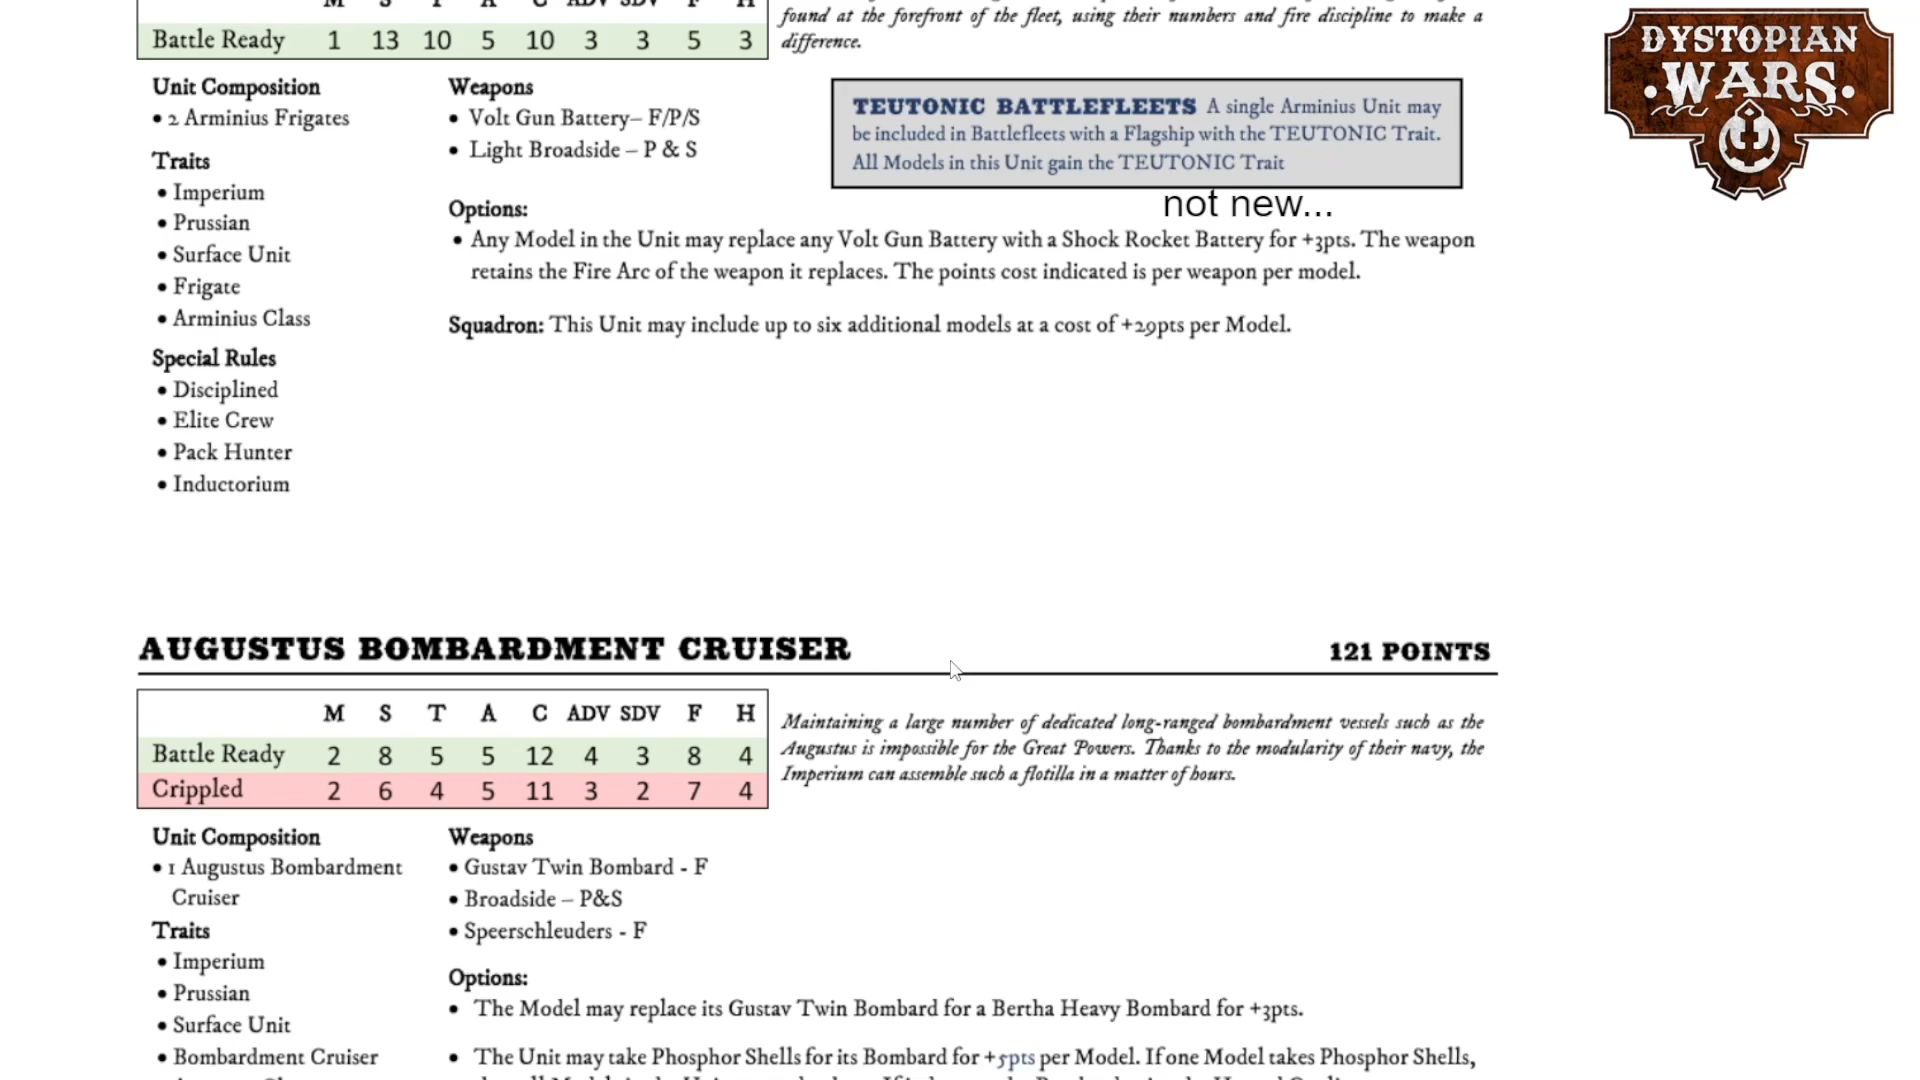 M S T A C ADV SDV F H
found at the forefront of the fleet, using their numbers and fire discipline to make a
Battle Ready 1 13 10 5 10 3 3 5 3
difference.
Unit Composition
• 2 Arminius Frigates
Traits
• Imperium
• Prussian
• Surface Unit
• Frigate
• Arminius Class
Special Rules
• Disciplined
• Elite Crew
• Pack Hunter
• Inductorium
Weapons
• Volt Gun Battery– F/P/S
• Light Broadside – P & S
TEUTONIC BATTLEFLEETS A single Arminius Unit may
be included in Battlefleets with a Flagship with the TEUTONIC Trait.
All Models in this Unit gain the TEUTONIC Trait
not new...
Options:
• Any Model in the Unit may replace any Volt Gun Battery with a Shock Rocket Battery for +3pts. The weapon
retains the Fire Arc of the weapon it replaces. The points cost indicated is per weapon per model.
Squadron: This Unit may include up to six additional models at a cost of +29pts per Model.
DYSTOPIAN
WARS
AUGUSTUS BOMBARDMENT CRUISER 121 POINTS
M S T A C ADV SDV F H
Battle Ready 2 8 5 5 12 4 3 8 4
Crippled 2 6 4 5 11 3 2 7 4
Maintaining a large number of dedicated long-ranged bombardment vessels such as the
Augustus is impossible for the Great Powers. Thanks to the modularity of their navy, the
Imperium can assemble such a flotilla in a matter of hours.
Unit Composition
• 1 Augustus Bombardment
Cruiser
Traits
• Imperium
• Prussian
• Surface Unit
• Bombardment Cruiser
Weapons
• Gustav Twin Bombard - F
• Broadside – P&S
• Speerschleuders - F
Options:
• The Model may replace its Gustav Twin Bombard for a Bertha Heavy Bombard for +3pts.
• The Unit may take Phosphor Shells for its Bombard for +5pts per Model. If one Model takes Phosphor Shells,